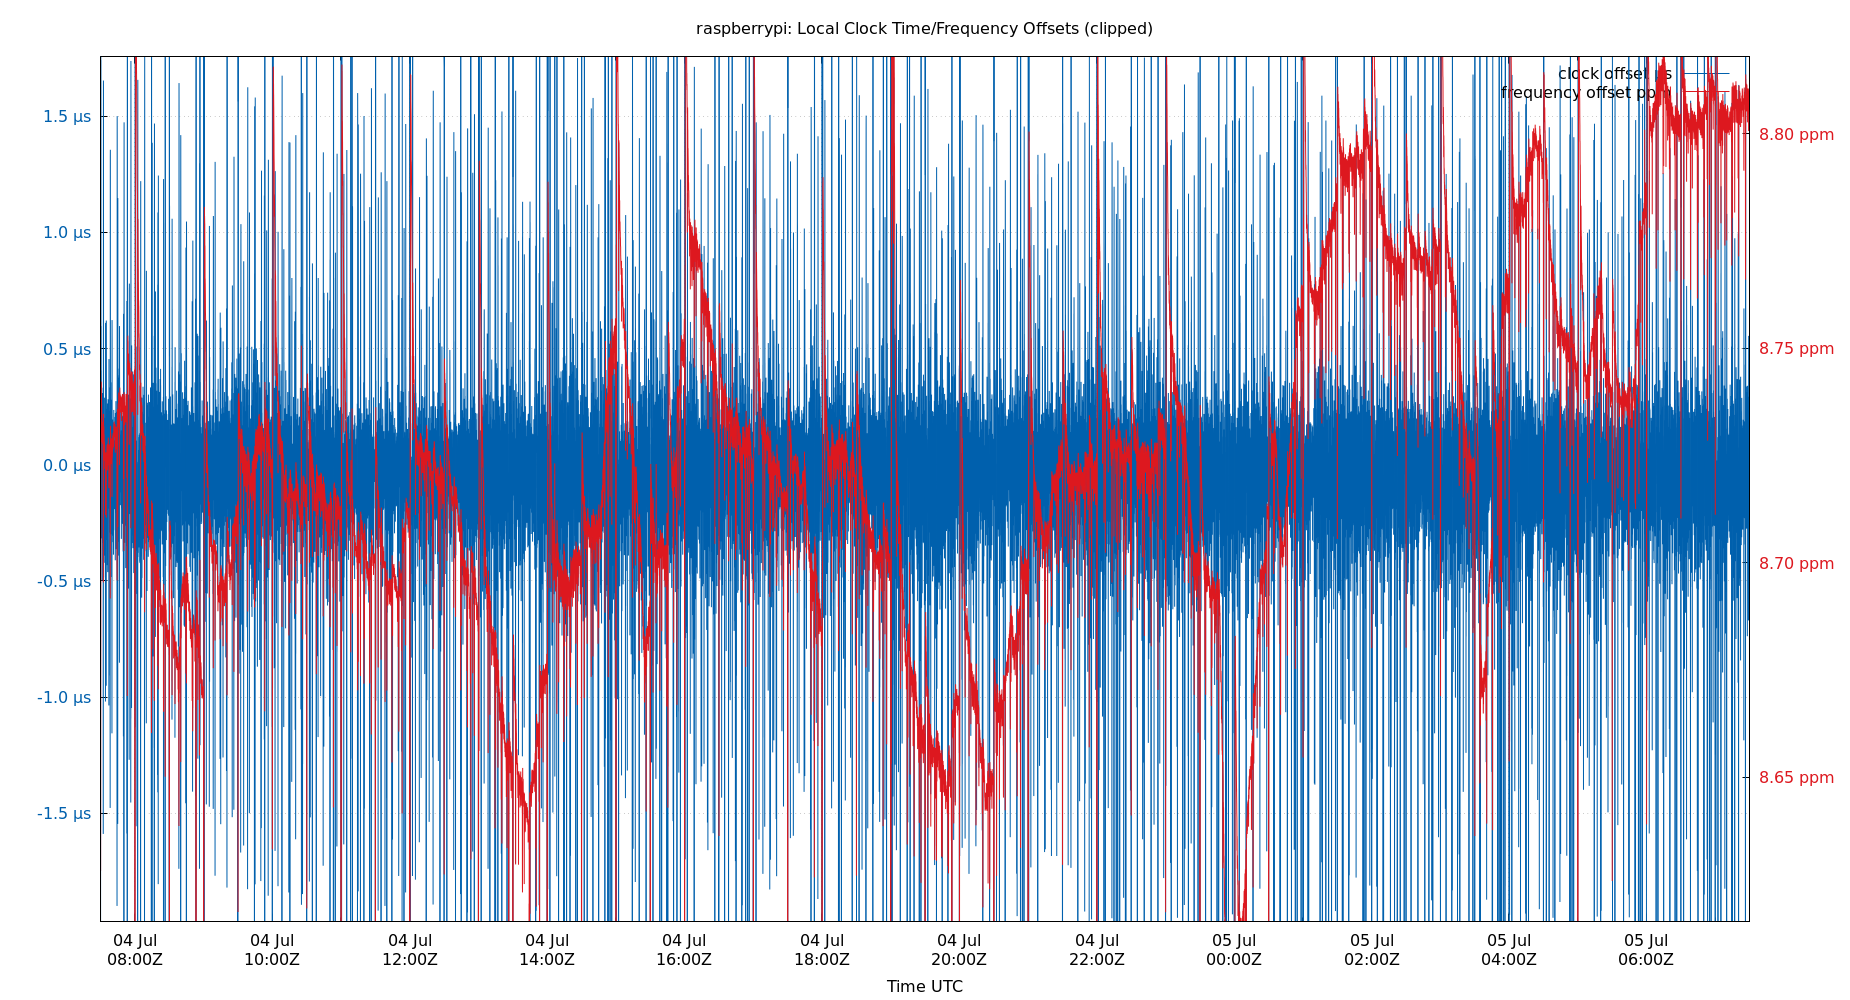 raspberrypi: Local Clock Time/Frequency Offsets (clipped)
clock offset µs
frequency offset ppm
1.5 µs
1.0 µs
0.5 µs
0.0 µs
-0.5 µs
-1.0 µs
-1.5 µs
8.80 ppm
8.75 ppm
8.70 ppm
8.65 ppm
04 Jul 04 Jul 04 Jul 04 Jul 04 Jul 04 Jul 04 Jul 04 Jul 05 Jul 05 Jul 05 Jul 05 Jul
08:00Z 10:00Z 12:00Z 14:00Z 16:00Z 18:00Z 20:00Z 22:00Z 00:00Z 02:00Z 04:00Z 06:00Z
Time UTC